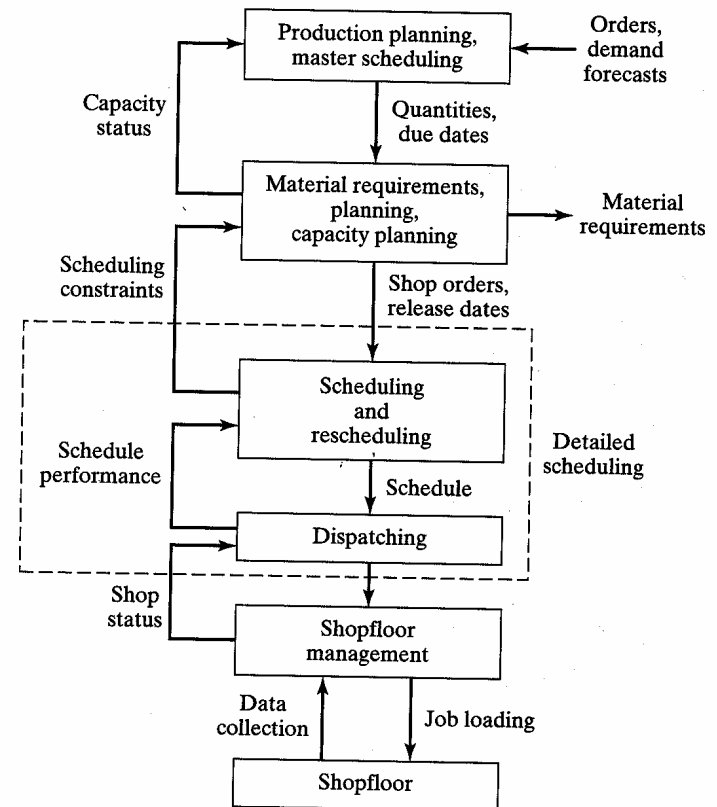 Production planning,
master scheduling
Orders,
demand
forecasts
Capacity
status
Quantities,
due dates
Material requirements,
planning,
capacity planning
Material
requirements
Scheduling
constraints
Shop orders,
release dates
Scheduling
and
rescheduling
Detailed
scheduling
Schedule
performance
Schedule
Dispatching
Shop
status
Shopfloor
management
Data
collection
Job loading
Shopfloor